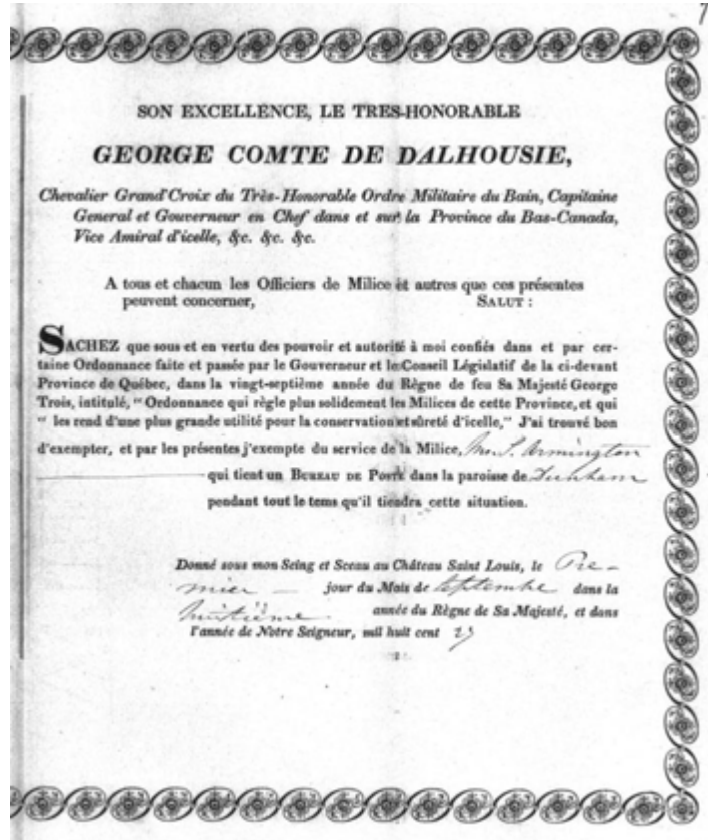 SON EXCELLENCE, LE TRES-HONORABLE
GEORGE COMTE DE DALHOUSIE,
Chevalier Grand'Croix du Très-Honorable Ordre Militaire du Bain, Capitaine
General et Gouverneur en Chef dans et sur la Province du Bas-Canada,
Vice Amiral d'icelle, &c. &c. &c.
A tous et chacun les Officiers de Milice et autres que ces présentes
peuvent concerner, SALUT :
SACHEZ que sous et en vertu des pouvoir et autorité à moi confiés dans et par cer-
taine Ordonnance faite et passée par le Gouverneur et le Conseil Législatif de la ci-devant
Province de Québec, dans la vingt-septième année du Règne de feu Sa Majesté George
Trois, intitulé, " Ordonnance qui règle plus solidement les Milices de cette Province, et qui
" les rend d'une plus grande utilité pour la conservation et sûreté d'icelle," J'ai trouvé bon
d'exempter, et par les présentes j'exempte du service de la Milice, Armington
qui tient un BUREAU DE POSTE dans la paroisse de Dunham
pendant tout le tems qu'il tiendra cette situation.
Donné sous mon Seing et Sceau au Château Saint Louis, le Pre-
mier jour du Mais de Septembre dans la
huitième année du Règne de Sa Majesté, et dans
l'année de Notre Seigneur, mil huit cent